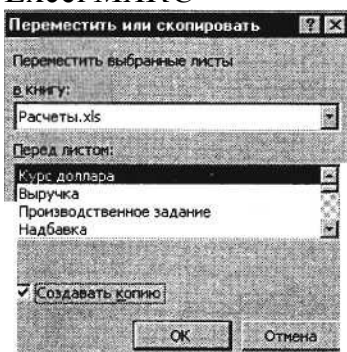 Переместить или скопировать
Переместить выбранные листы
в книгу:
Расчеты.xls
Перед листом:
Курс доллара
Выручка
Производственное задание
Надбавка
Создавать копию
ОК
Отмена